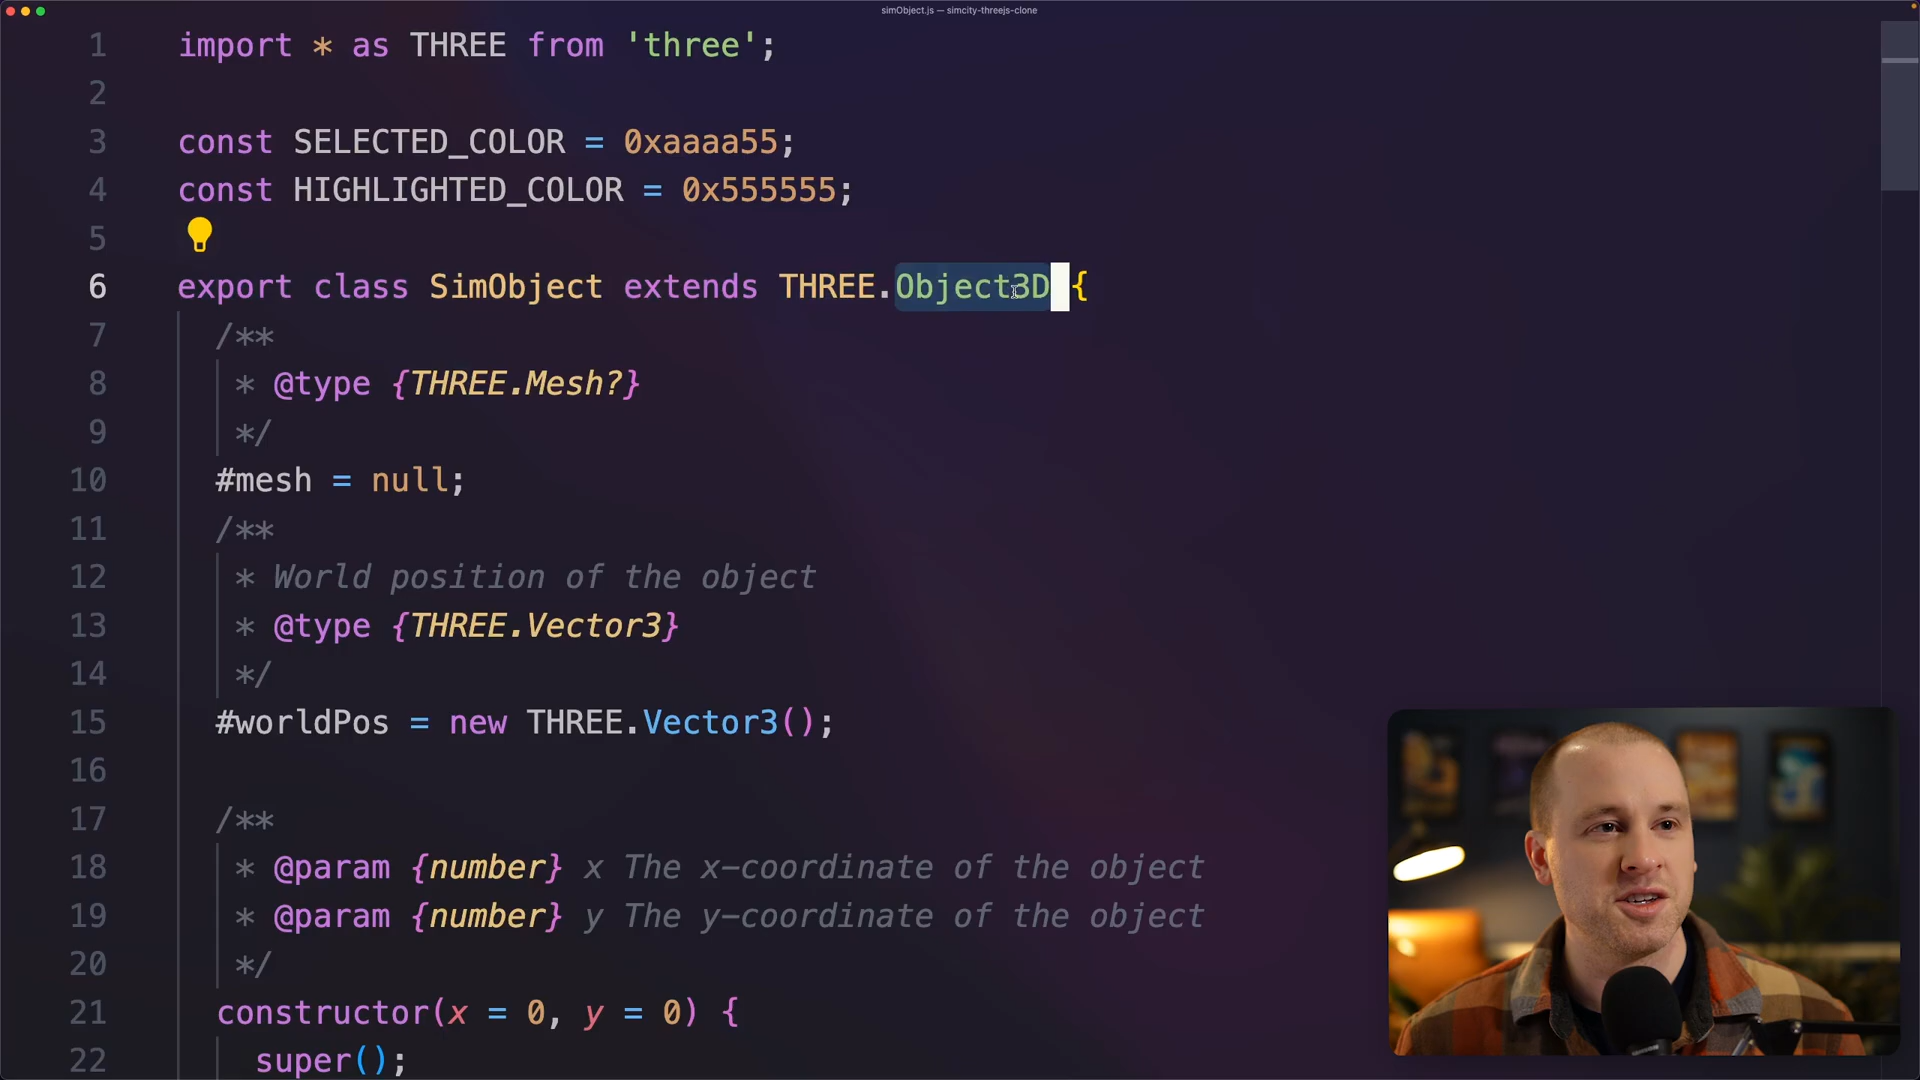 simObject.js — simcity-threejs-clone
1 import * as THREE from 'three';
2
3 const SELECTED_COLOR = 0xaaaa55;
4 const HIGHLIGHTED_COLOR = 0x555555;
5
6 export class SimObject extends THREE.Object3D {
7 /**
8 * @type {THREE.Mesh?}
9 */
10 #mesh = null;
11 /**
12 * World position of the object
13 * @type {THREE.Vector3}
14 */
15 #worldPos = new THREE.Vector3();
16
17 /**
18 * @param {number} x The x-coordinate of the object
19 * @param {number} y The y-coordinate of the object
20 */
21 constructor(x = 0, y = 0) {
22 super();